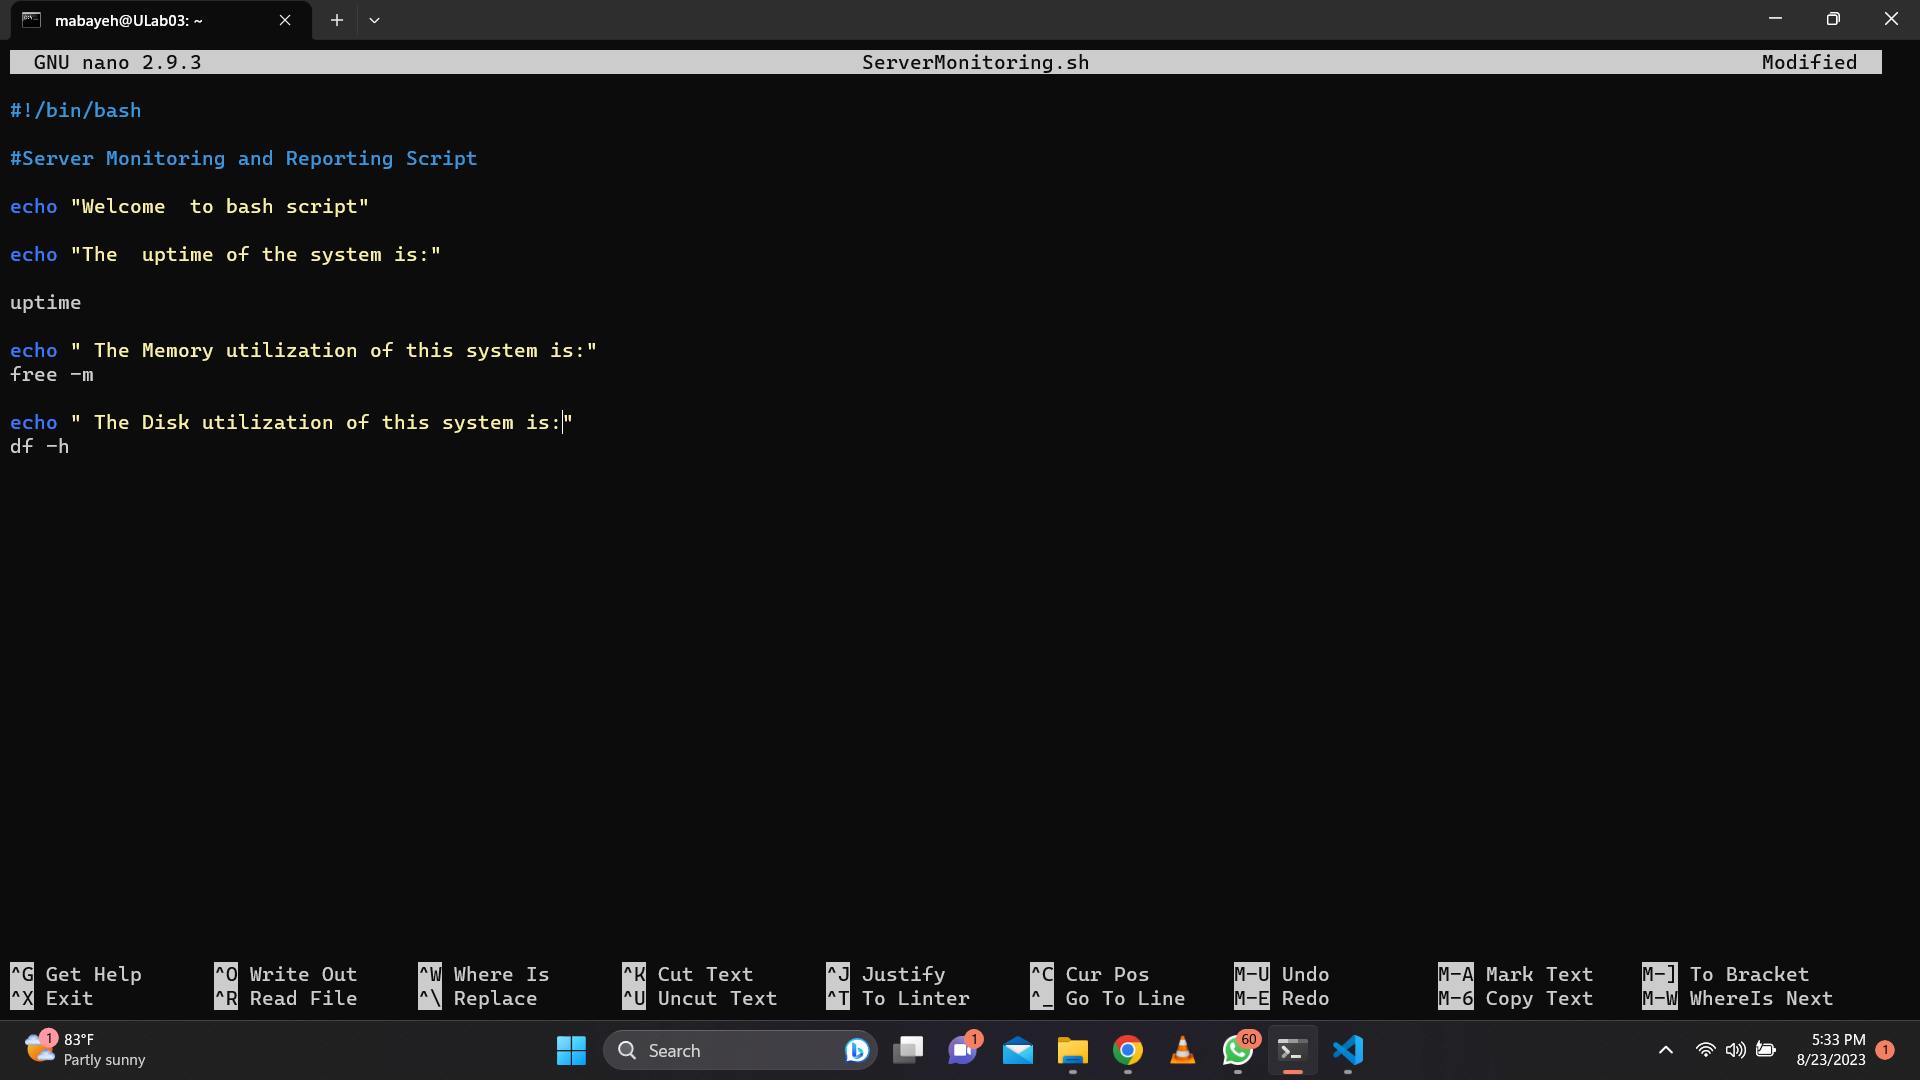 mabayeh@ULab03: ~
GNU nano 2.9.3 ServerMonitoring.sh Modified
#!/bin/bash
#Server Monitoring and Reporting Script
echo "Welcome  to bash script"
echo "The  uptime of the system is:"
uptime
echo " The Memory utilization of this system is:"
free -m
echo " The Disk utilization of this system is:"
df -h
^G Get Help ^O Write Out ^W Where Is ^K Cut Text ^J Justify ^C Cur Pos M-U Undo M-A Mark Text M-] To Bracket
^X Exit ^R Read File ^\ Replace ^U Uncut Text ^T To Linter ^_ Go To Line M-E Redo M-6 Copy Text M-W WhereIs Next
1 83°F
Partly sunny
Search
1
60
5:33 PM
8/23/2023
1